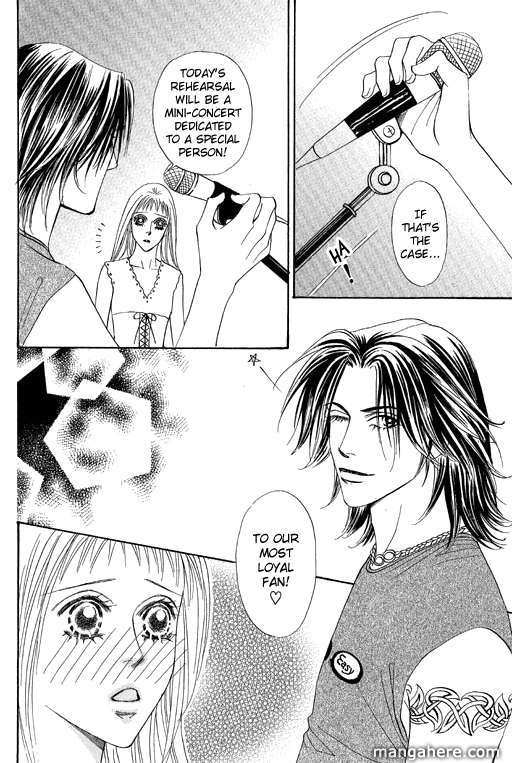 IF
THAT'S
THE
CASE...
HA
!
TODAY'S
REHEARSAL
WILL BE A
MINI-CONCERT
DEDICATED
TO A SPECIAL
PERSON!
TO OUR
MOST
LOYAL
FAN!
♡
Easy
mangahere.com